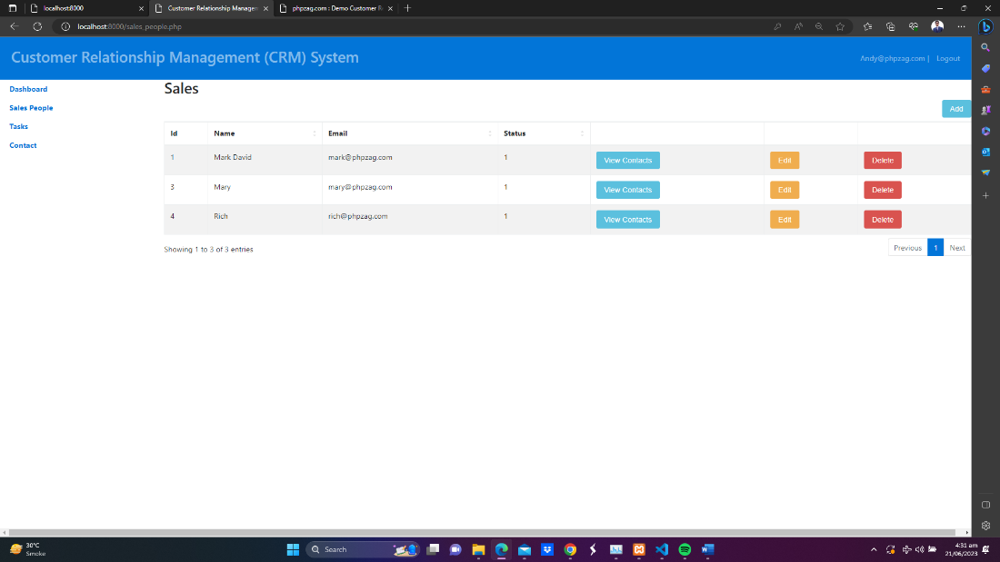 localhost:8000
Customer Relationship Manageme
phpzag.com : Demo Customer Re
localhost:8000/sales_people.php
Customer Relationship Management (CRM) System
Andy@phpzag.com | Logout
Dashboard
Sales People
Tasks
Contact
Sales
Add
Id Name Email Status
1 Mark David mark@phpzag.com 1 View Contacts Edit Delete
3 Mary mary@phpzag.com 1 View Contacts Edit Delete
4 Rich rich@phpzag.com 1 View Contacts Edit Delete
Showing 1 to 3 of 3 entries
Previous 1 Next
30°C
Smoke
Search
4:31 am
21/06/2023